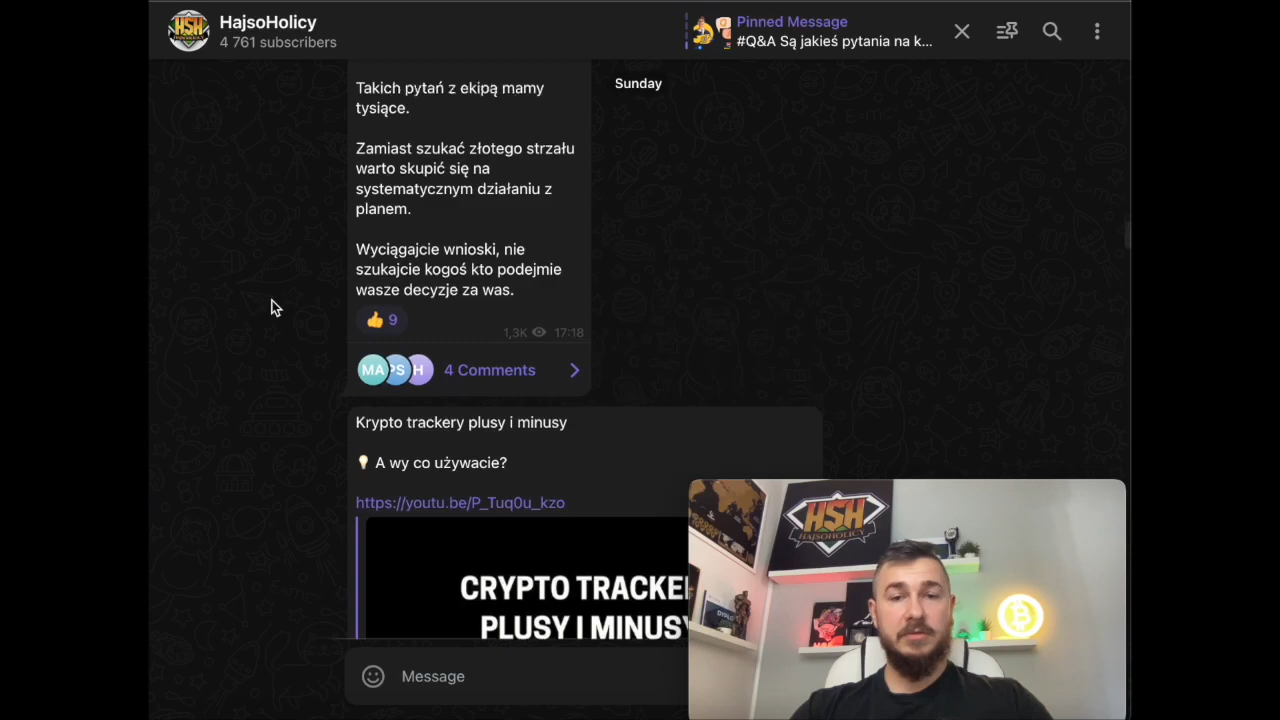 HajsoHolicy
4 761 subscribers
Pinned Message
#Q&A Są jakieś pytania na k...
Sunday
Takich pytań z ekipą mamy
tysiące.
Zamiast szukać złotego strzału
warto skupić się na
systematycznym działaniu z
planem.
Wyciągajcie wnioski, nie
szukajcie kogoś kto podejmie
wasze decyzje za was.
👍 9
1,3K 17:18
MA PS H 4 Comments
Krypto trackery plusy i minusy
💡 A wy co używacie?
https://youtu.be/P_Tuq0u_kzo
CRYPTO TRACKE
PLUSY I MINUSY
Message
HSH
HAJSOHOLICY